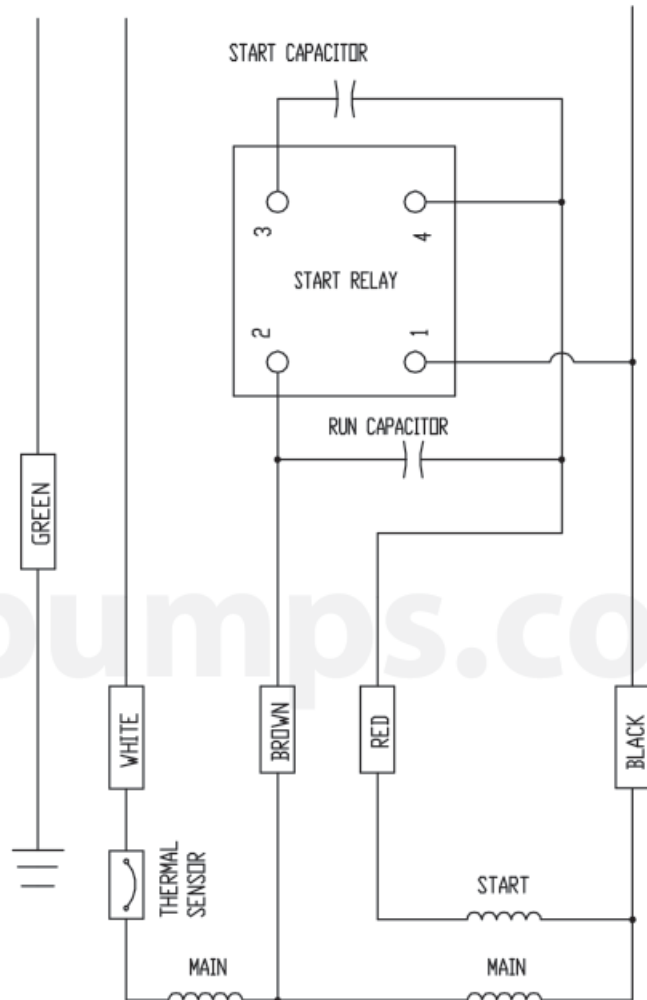 START CAPACITOR
3
4
START RELAY
2
1
RUN CAPACITOR
GREEN
pumps.co
WHITE
BROWN
RED
BLACK
THERMAL
SENSOR
START
MAIN
MAIN